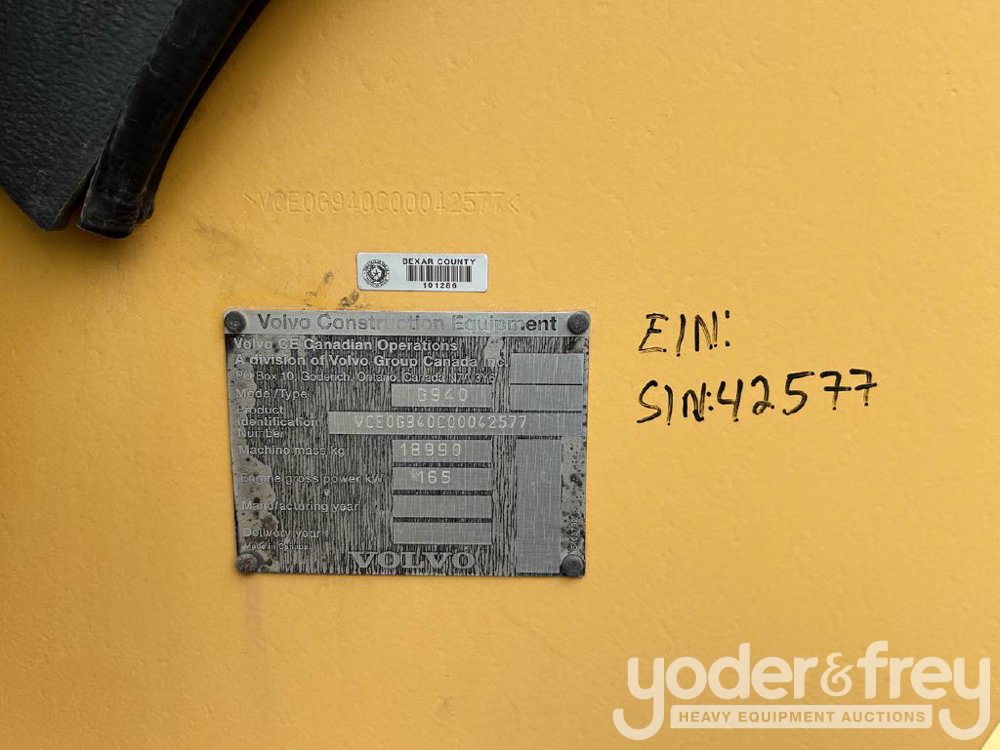 >VCE0G940C00042577<
BEXAR COUNTY
101286
Volvo Construction Equipment
Volvo CE Canadian Operations
A division of Volvo Group Canada Inc.
PO Box 10, Goderich, Ontario, Canada
Model/Type G940
Product Identification Number VCE0G940C00042577
Machine mass kg 18990
Engine gross power kW 165
Manufacturing year
Delivery year
Made in Canada
VOLVO
EIN:
SIN:42577
yoder&frey
HEAVY EQUIPMENT AUCTIONS